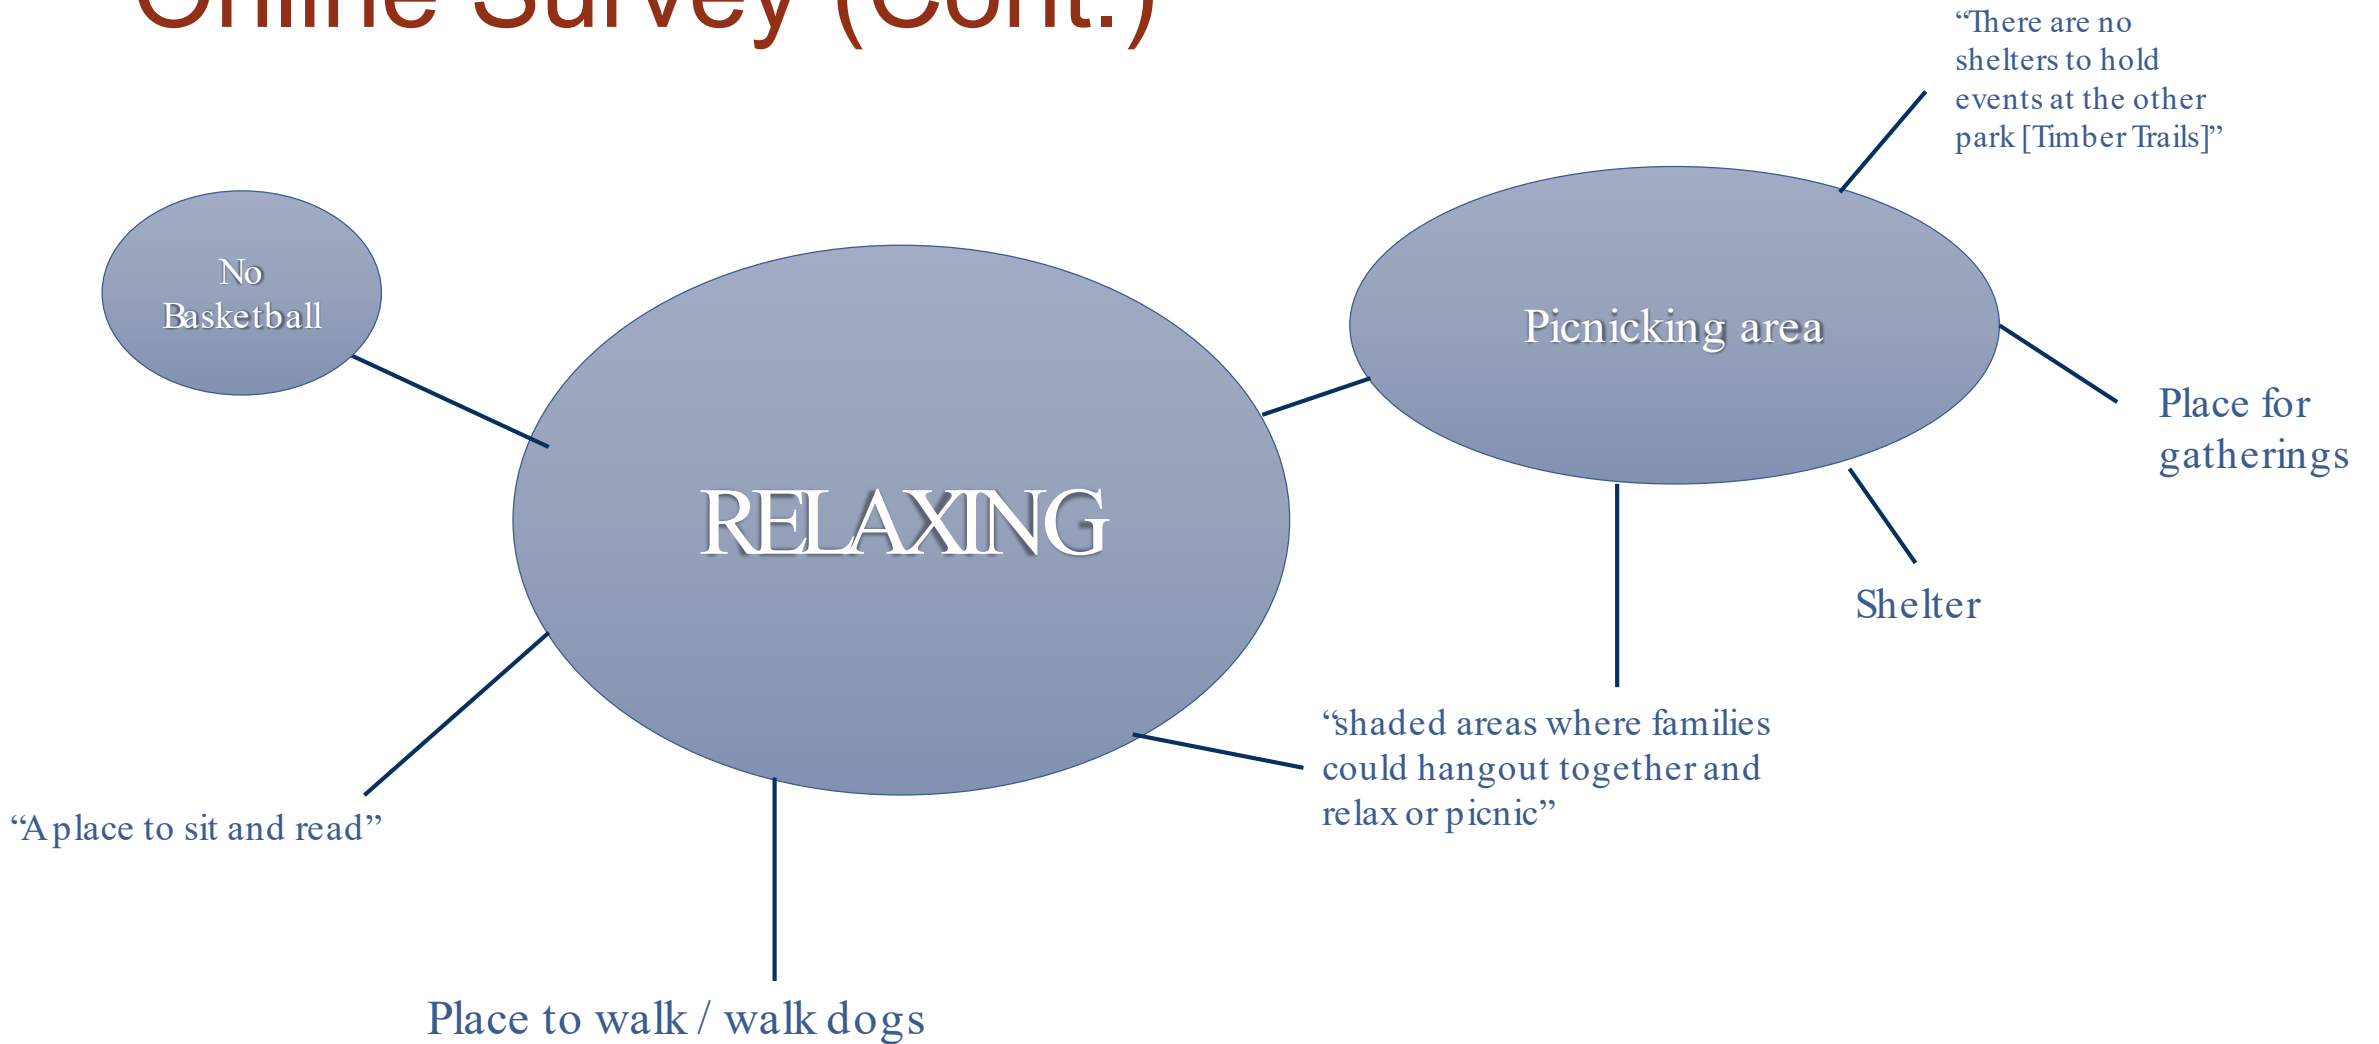 Online Survey (Cont.)
“There are no
shelters to hold
events at the other
park [Timber Trails]”
No
Basketball
Picnicking area
Place for
gatherings
RELAXING
Shelter
“shaded areas where families
could hangout together and
relax or picnic”
“A place to sit and read”
Place to walk / walk dogs